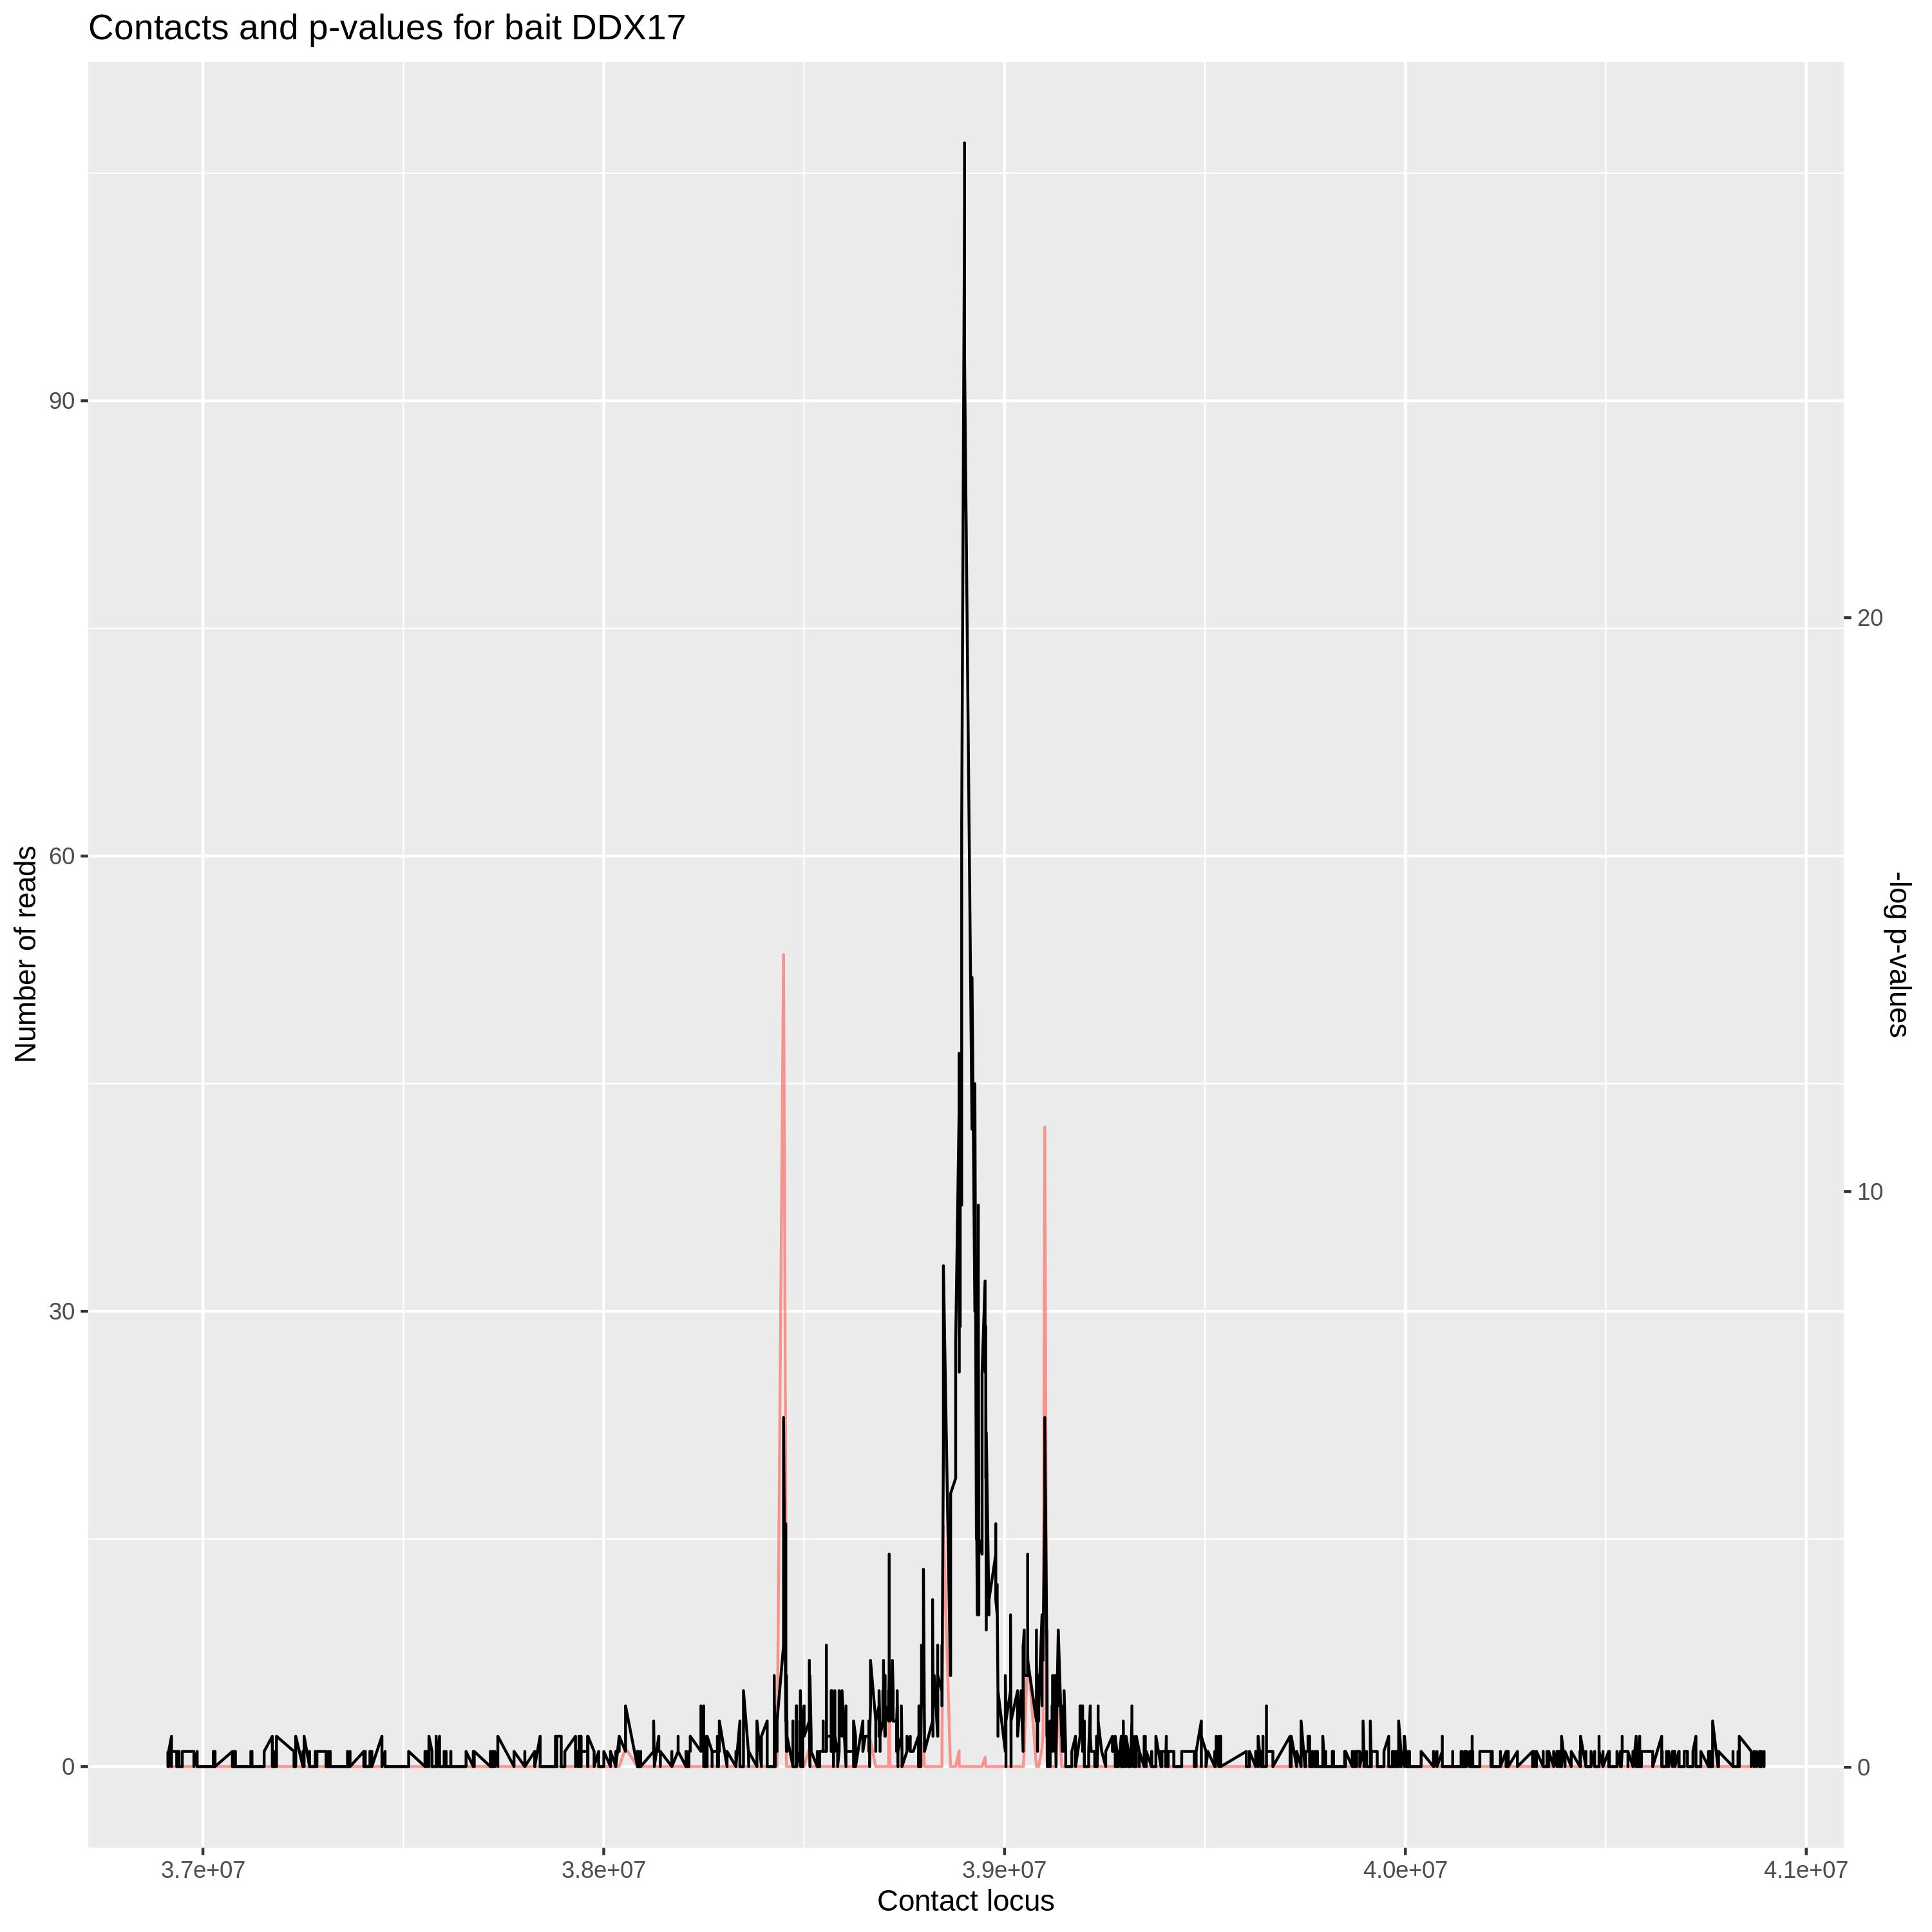 Contacts and p-values for bait DDX17
90
60
30
0
Number of reads
20
10
0
-log p-values
3.7e+07 3.8e+07 3.9e+07 4.0e+07 4.1e+07
Contact locus